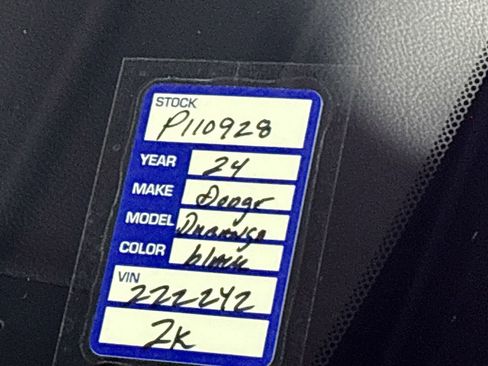 STOCK
P110928
YEAR 24
MAKE Dodge
MODEL Durango
COLOR black
VIN
222242
2K